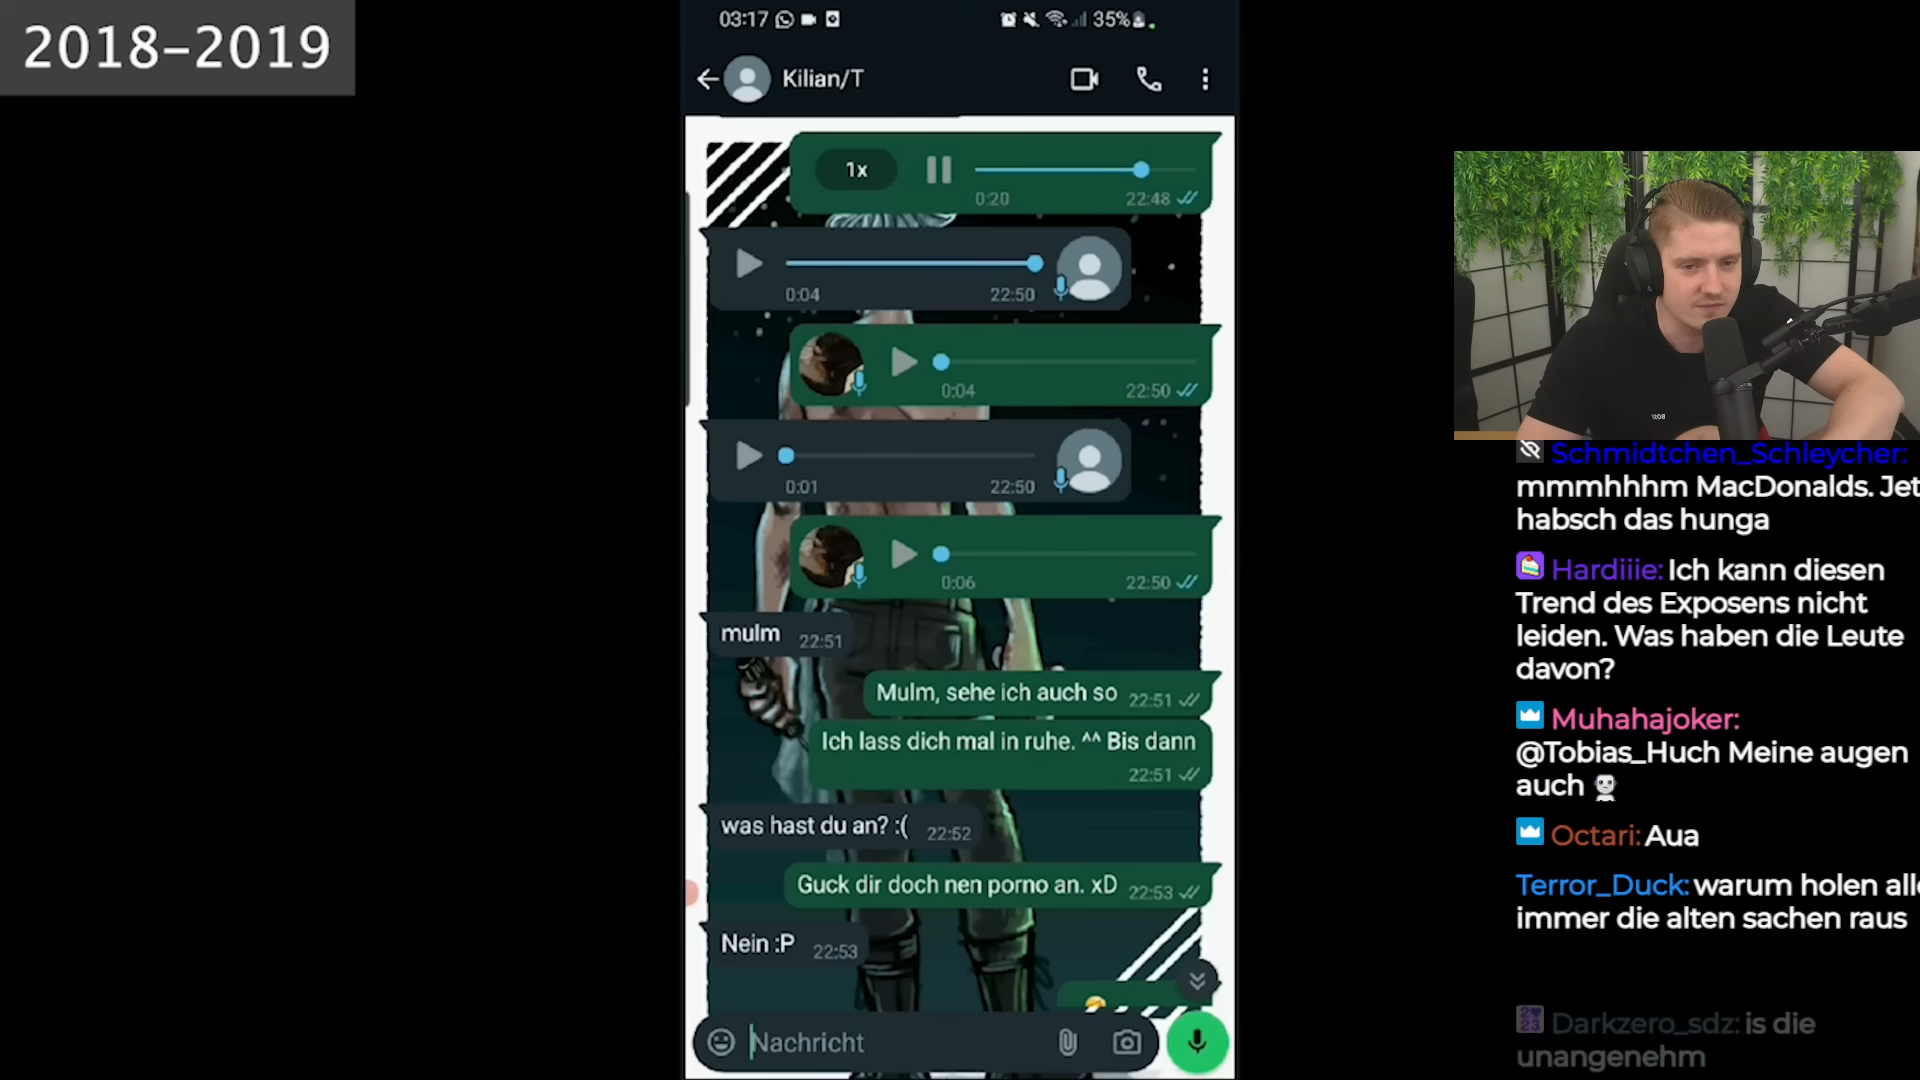 2018-2019
03:17
35%
Kilian/T
1x
0:20 22:48
0:04 22:50
0:04 22:50
0:01 22:50
0:06 22:50
mulm 22:51
Mulm, sehe ich auch so 22:51
Ich lass dich mal in ruhe. ^^ Bis dann
22:51
was hast du an? :( 22:52
Guck dir doch nen porno an. xD 22:53
Nein :P 22:53
Nachricht
Schmidtchen_Schleycher:
mmmhhhm MacDonalds. Jet
habsch das hunga
Hardiiie: Ich kann diesen
Trend des Exposens nicht
leiden. Was haben die Leute
davon?
Muhahajoker:
@Tobias_Huch Meine augen
auch
Octari: Aua
Terror_Duck: warum holen alle
immer die alten sachen raus
Darkzero_sdz: is die
unangenehm